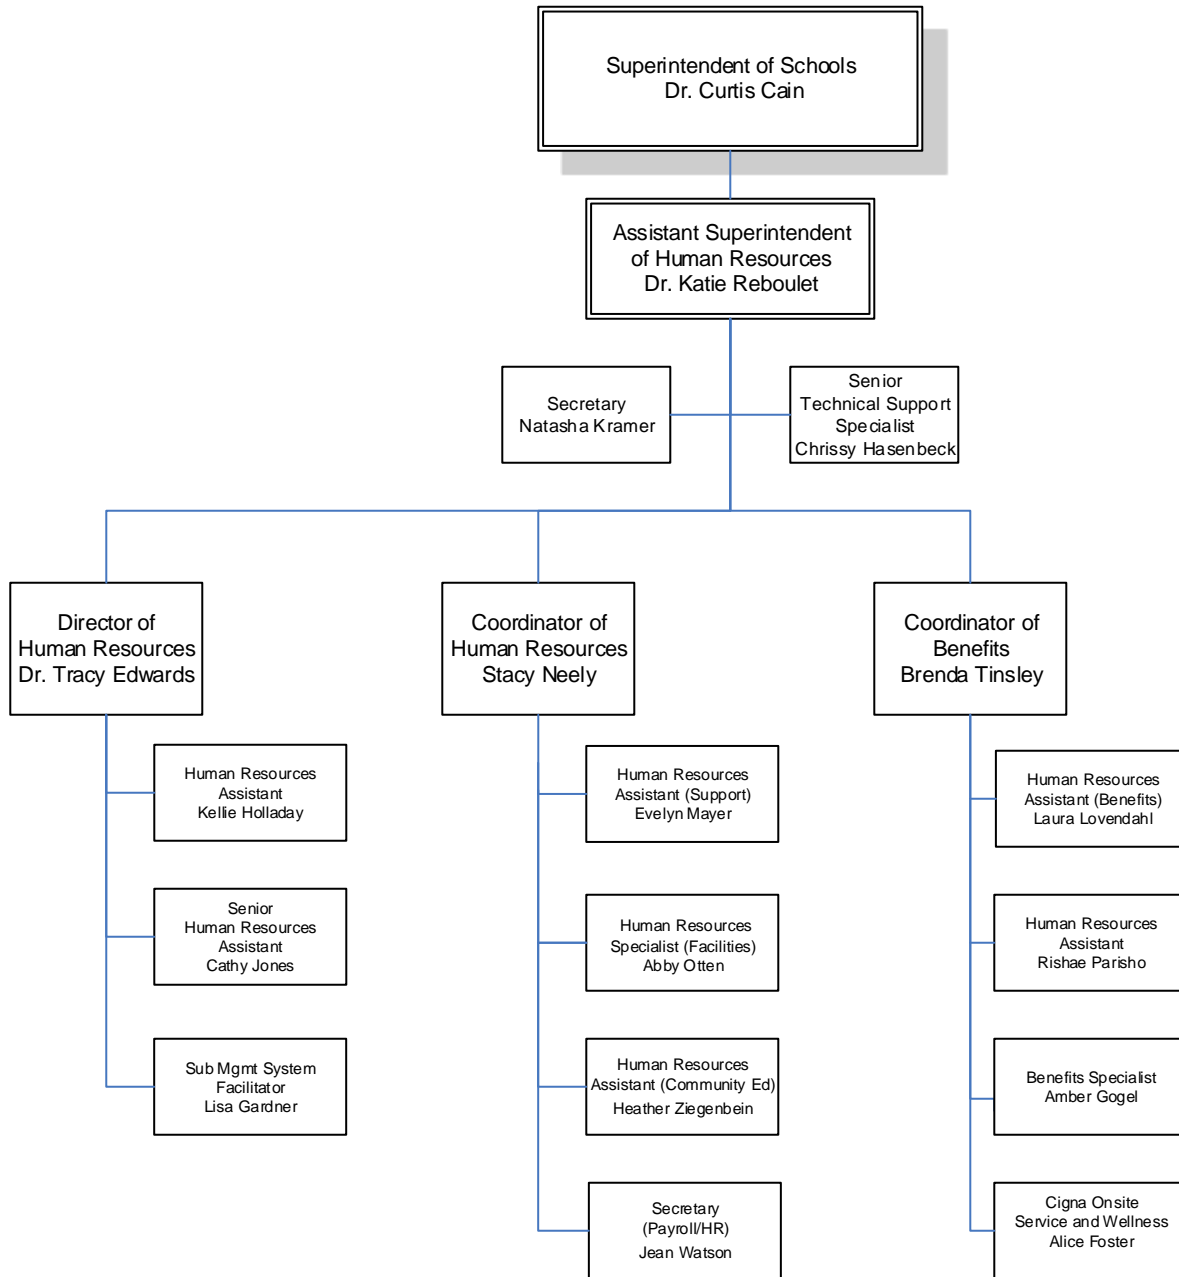 Superintendent of Schools
Dr. Curtis Cain
Assistant Superintendent
of Human Resources
Dr. Katie Reboulet
Secretary
Natasha Kramer
Senior
Technical Support
Specialist
Chrissy Hasenbeck
Director of
Human Resources
Dr. Tracy Edwards
Coordinator of
Human Resources
Stacy Neely
Coordinator of
Benefits
Brenda Tinsley
Human Resources
Assistant
Kellie Holladay
Senior
Human Resources
Assistant
Cathy Jones
Sub Mgmt System
Facilitator
Lisa Gardner
Human Resources
Assistant (Support)
Evelyn Mayer
Human Resources
Specialist (Facilities)
Abby Otten
Human Resources
Assistant (Community Ed)
Heather Ziegenbein
Secretary
(Payroll/HR)
Jean Watson
Human Resources
Assistant (Benefits)
Laura Lovendahl
Human Resources
Assistant
Rishae Parisho
Benefits Specialist
Amber Gogel
Cigna Onsite
Service and Wellness
Alice Foster